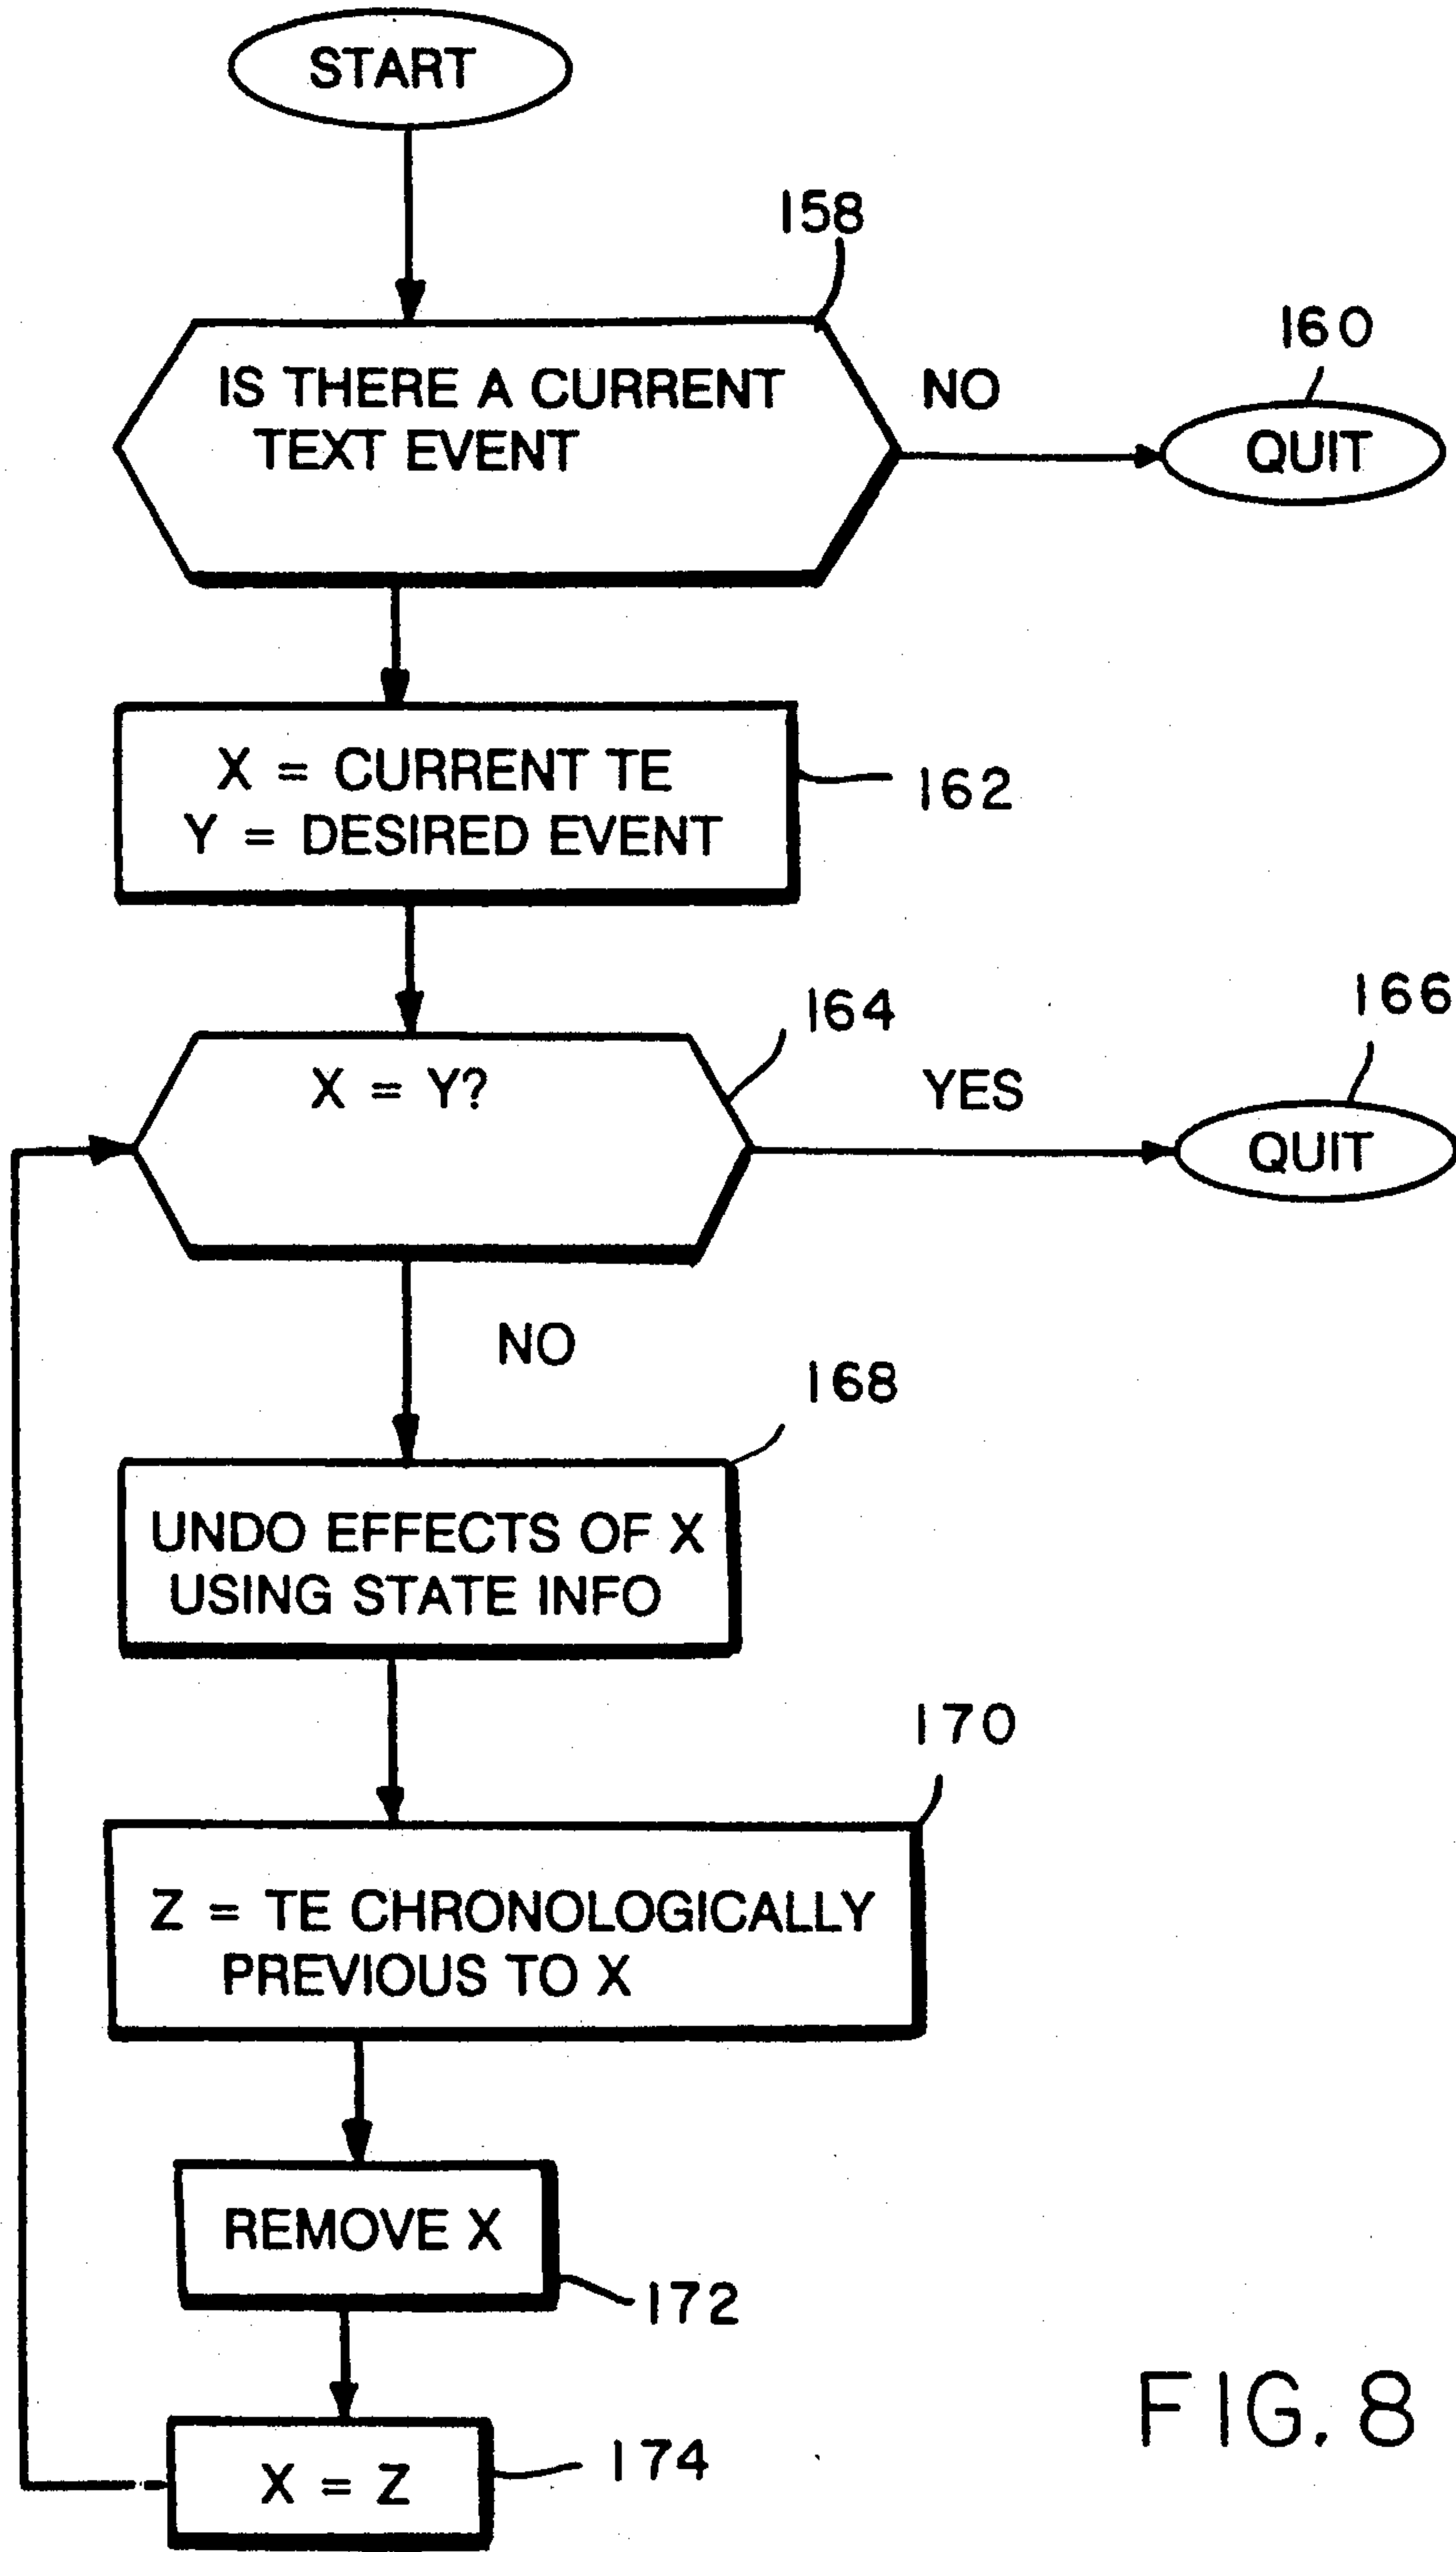 START
158
IS THERE A CURRENT
TEXT EVENT
NO
160
QUIT
X = CURRENT TE
Y = DESIRED EVENT
162
164
X = Y?
YES
166
QUIT
NO
168
UNDO EFFECTS OF X
USING STATE INFO
170
Z = TE CHRONOLOGICALLY
PREVIOUS TO X
REMOVE X
172
X = Z
174
FIG. 8